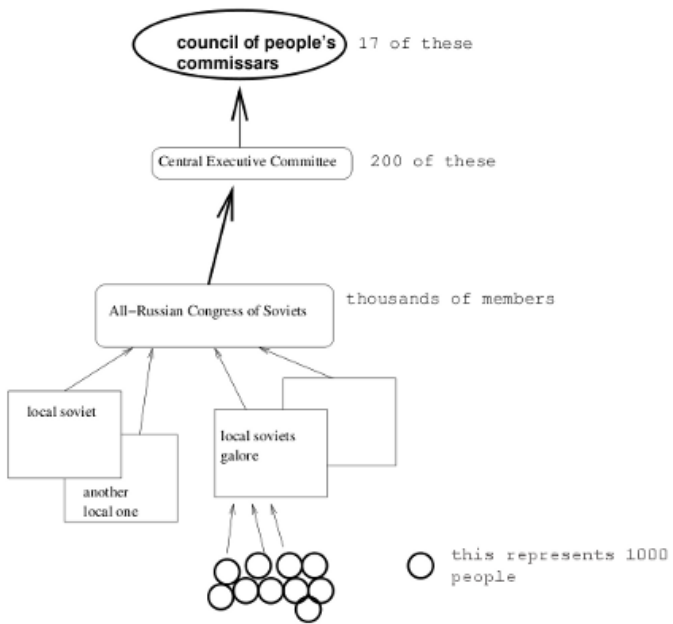 council of people's
commissars
17 of these
Central Executive Committee
200 of these
All-Russian Congress of Soviets
thousands of members
local soviet
another
local one
local soviets
galore
this represents 1000
people